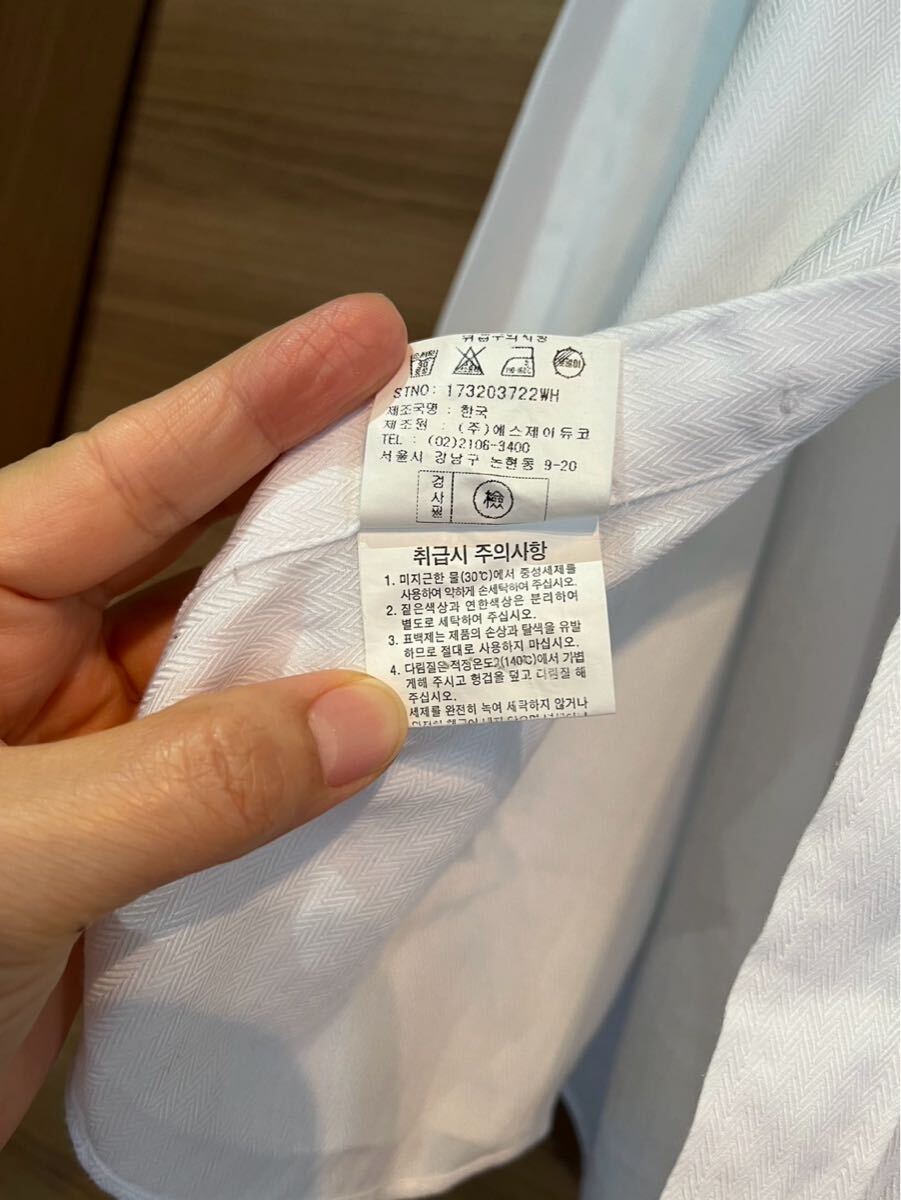 취급주의사항
STNO: 173203722WH
제조국명 : 한국
제조원 : (주)에스제이듀코
TEL : (02)2106-3400
서울시 강남구 논현동 9-20
검사필 檢
취급시 주의사항
1. 미지근한 물(30℃)에서 중성세제를
사용하여 약하게 손세탁하여 주십시오.
2. 짙은색상과 연한색상은 분리하여
별도로 세탁하여 주십시오.
3. 표백제는 제품의 손상과 탈색을 유발
하므로 절대로 사용하지 마십시오.
4. 다림질은 적정온도2(140℃)에서 가볍
게해 주시고 헝겁을 덮고 다림질 해
주십시오.
세제를 완전히 녹여 세탁하지 않거나